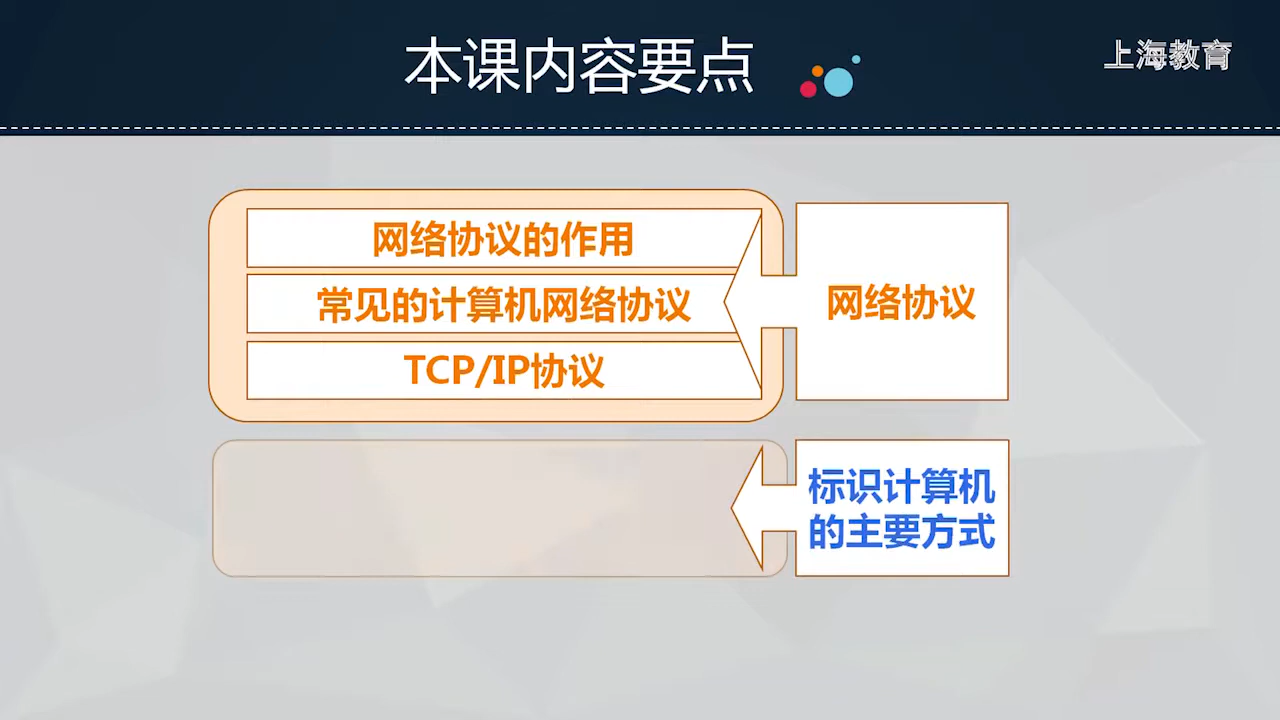 本课内容要点
上海教育
网络协议的作用
常见的计算机网络协议
TCP/IP协议
网络协议
标识计算机
的主要方式